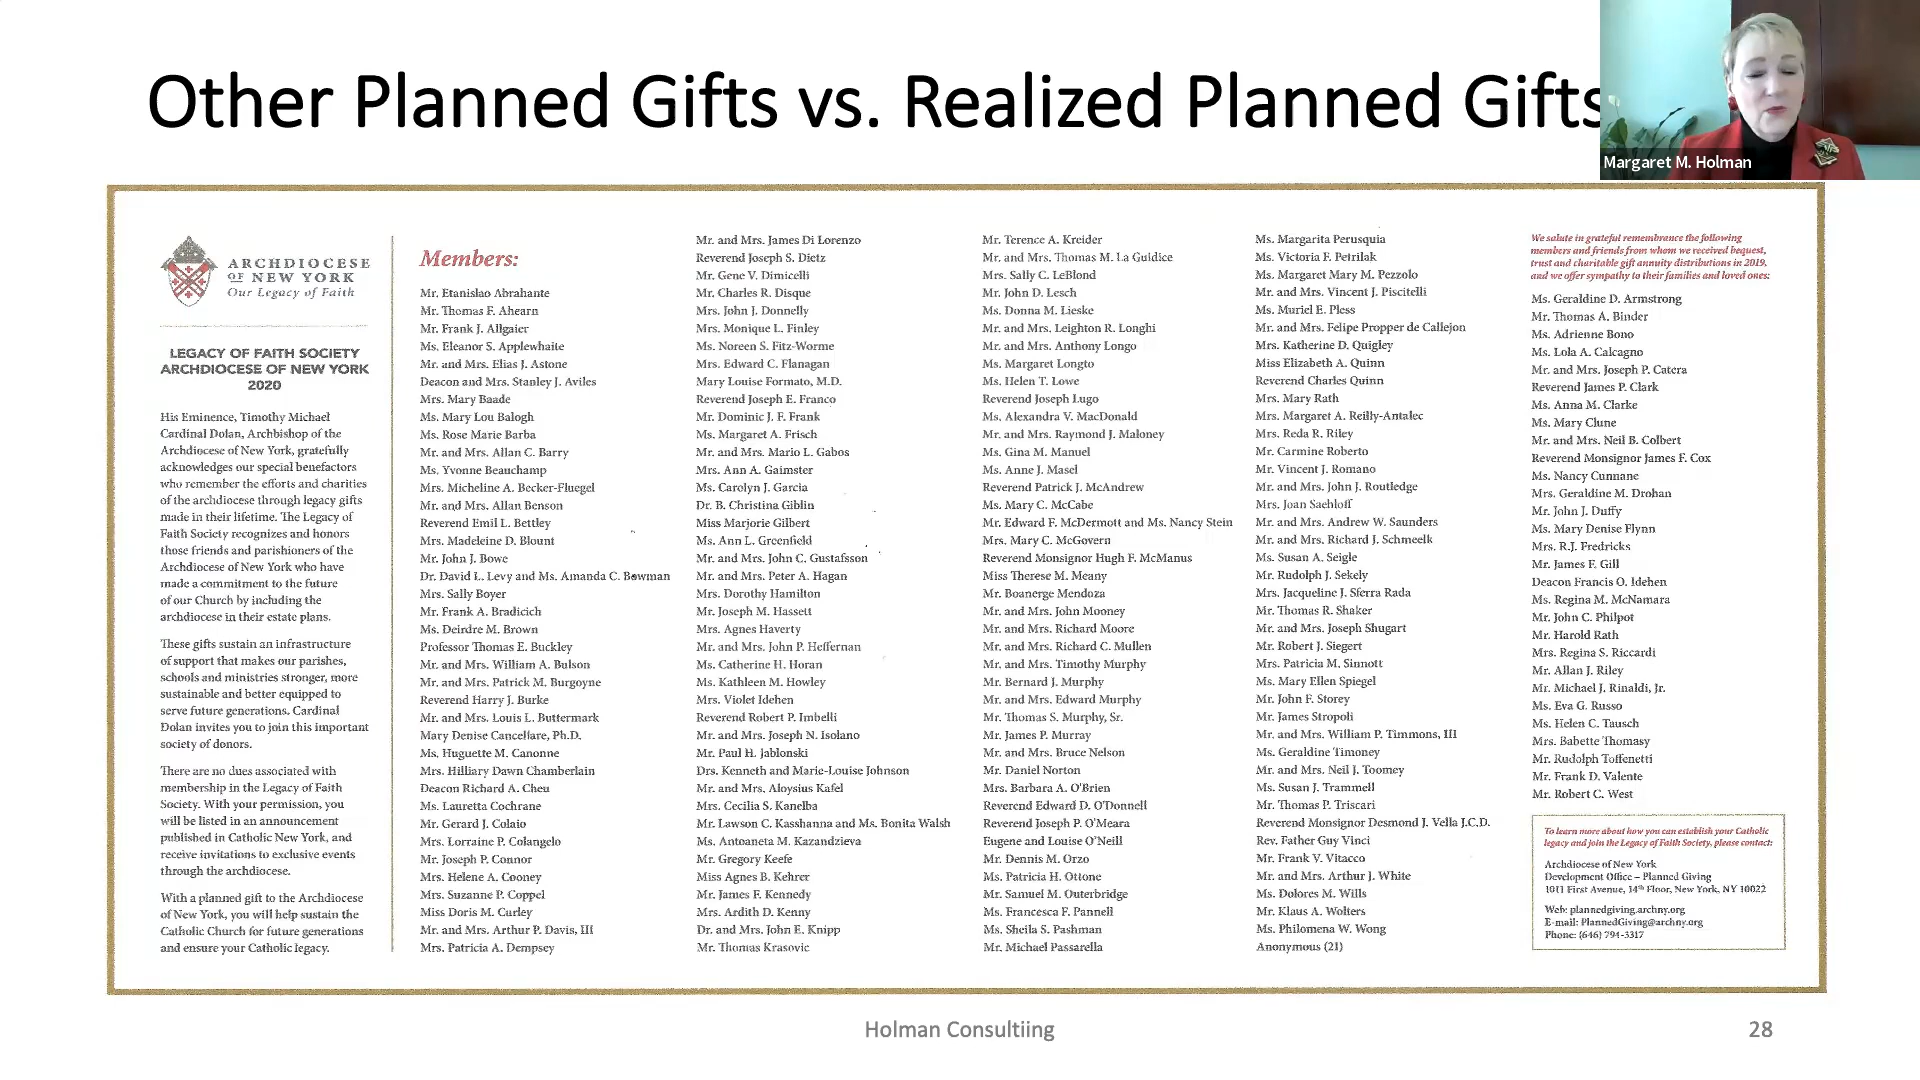 Other Planned Gifts vs. Realized Planned Gifts
Margaret M. Holman
ARCHDIOCESE
OF NEW YORK
Our Legacy of Faith
LEGACY OF FAITH SOCIETY
ARCHDIOCESE OF NEW YORK
2020
His Eminence, Timothy Michael
Cardinal Dolan, Archbishop of the
Archdiocese of New York, gratefully
acknowledges our special benefactors
who remember the efforts and charities
of the archdiocese through legacy gifts
made in their lifetime. The Legacy of
Faith Society recognizes and honors
those friends and parishioners of the
Archdiocese of New York who have
made a commitment to the future
of our Church by including the
archdiocese in their estate plans.
These gifts sustain an infrastructure
of support that makes our parishes,
schools and ministries stronger, more
sustainable and better equipped to
serve future generations. Cardinal
Dolan invites you to join this important
society of donors.
There are no dues associated with
membership in the Legacy of Faith
Society. With your permission, you
will be listed in an announcement
published in Catholic New York, and
receive invitations to exclusive events
through the archdiocese.
With a planned gift to the Archdiocese
of New York, you will help sustain the
Catholic Church for future generations
and ensure your Catholic legacy.
Members:
Mr. Etanislao Abrahante
Mr. Thomas F. Ahearn
Mr. Frank J. Allgaier
Ms. Eleanor S. Applewhaite
Mr. and Mrs. Elias J. Astone
Deacon and Mrs. Stanley J. Aviles
Mrs. Mary Baade
Ms. Mary Lou Balogh
Ms. Rose Marie Barba
Mr. and Mrs. Allan C. Barry
Ms. Yvonne Beauchamp
Mrs. Micheline A. Becker-Fluegel
Mr. and Mrs. Allan Benson
Reverend Emil L. Bettley
Mrs. Madeleine D. Blount
Mr. John J. Bowe
Dr. David L. Levy and Ms. Amanda C. Bowman
Mrs. Sally Boyer
Mr. Frank A. Bradicich
Ms. Deirdre M. Brown
Professor Thomas E. Buckley
Mr. and Mrs. William A. Bulson
Mr. and Mrs. Patrick M. Burgoyne
Reverend Harry J. Burke
Mr. and Mrs. Louis L. Buttermark
Mary Denise Cancellare, Ph.D.
Ms. Huguette M. Canonne
Mrs. Hilliary Dawn Chamberlain
Deacon Richard A. Cheu
Ms. Lauretta Cochrane
Mr. Gerard J. Colaio
Mrs. Lorraine P. Colangelo
Mr. Joseph P. Connor
Mrs. Helene A. Cooney
Mrs. Suzanne P. Coppel
Miss Doris M. Curley
Mr. and Mrs. Arthur P. Davis, III
Mrs. Patricia A. Dempsey
Mr. and Mrs. James Di Lorenzo
Reverend Joseph S. Dietz
Mr. Gene V. Dimicelli
Mr. Charles R. Disque
Mrs. John J. Donnelly
Mrs. Monique L. Finley
Ms. Noreen S. Fitz-Worme
Mrs. Edward C. Flanagan
Mary Louise Formato, M.D.
Reverend Joseph E. Franco
Mr. Dominic J. F. Frank
Ms. Margaret A. Frisch
Mr. and Mrs. Mario L. Gabos
Mrs. Ann A. Gaimster
Ms. Carolyn J. Garcia
Dr. B. Christina Giblin
Miss Marjorie Gilbert
Ms. Ann L. Greenfield
Mr. and Mrs. John C. Gustafsson
Mr. and Mrs. Peter A. Hagan
Mrs. Dorothy Hamilton
Mr. Joseph M. Hassett
Mrs. Agnes Haverty
Mr. and Mrs. John P. Heffernan
Ms. Catherine H. Horan
Ms. Kathleen M. Howley
Mrs. Violet Idehen
Reverend Robert P. Imbelli
Mr. and Mrs. Joseph N. Isolano
Mr. Paul H. Jablonski
Drs. Kenneth and Marie-Louise Johnson
Mr. and Mrs. Aloysius Kafel
Mrs. Cecilia S. Kanelba
Mr. Lawson C. Kasshanna and Ms. Bonita Walsh
Ms. Antoaneta M. Kazandzieva
Mr. Gregory Keefe
Miss Agnes B. Kehrer
Mr. James F. Kennedy
Mrs. Ardith D. Kenny
Dr. and Mrs. John E. Knipp
Mr. Thomas Krasovic
Mr. Terence A. Kreider
Mr. and Mrs. Thomas M. La Guidice
Mrs. Sally C. LeBlond
Mr. John D. Lesch
Ms. Donna M. Lieske
Mr. and Mrs. Leighton R. Longhi
Mr. and Mrs. Anthony Longo
Ms. Margaret Longto
Ms. Helen T. Lowe
Reverend Joseph Lugo
Ms. Alexandra V. MacDonald
Mr. and Mrs. Raymond J. Maloney
Ms. Gina M. Manuel
Ms. Anne J. Masel
Reverend Patrick J. McAndrew
Ms. Mary C. McCabe
Mr. Edward F. McDermott and Ms. Nancy Stein
Mrs. Mary C. McGovern
Reverend Monsignor Hugh F. McManus
Miss Therese M. Meany
Mr. Boanerge Mendoza
Mr. and Mrs. John Mooney
Mr. and Mrs. Richard Moore
Mr. and Mrs. Richard C. Mullen
Mr. and Mrs. Timothy Murphy
Mr. Bernard J. Murphy
Mr. and Mrs. Edward Murphy
Mr. Thomas S. Murphy, Sr.
Mr. James P. Murray
Mr. and Mrs. Bruce Nelson
Mr. Daniel Norton
Mrs. Barbara A. O'Brien
Reverend Edward D. O'Donnell
Reverend Joseph P. O'Meara
Eugene and Louise O'Neill
Mr. Dennis M. Orzo
Ms. Patricia H. Ottone
Mr. Samuel M. Outerbridge
Ms. Francesca F. Pannell
Ms. Sheila S. Pashman
Mr. Michael Passarella
Ms. Margarita Perusquia
Ms. Victoria F. Petrilak
Ms. Margaret Mary M. Pezzolo
Mr. and Mrs. Vincent J. Piscitelli
Ms. Muriel E. Pless
Mr. and Mrs. Felipe Propper de Callejon
Mrs. Katherine D. Quigley
Miss Elizabeth A. Quinn
Reverend Charles Quinn
Mrs. Mary Rath
Mrs. Margaret A. Reilly-Antalec
Mrs. Reda R. Riley
Mr. Carmine Roberto
Mr. Vincent J. Romano
Mr. and Mrs. John J. Routledge
Mrs. Joan Saehloff
Mr. and Mrs. Andrew W. Saunders
Mr. and Mrs. Richard J. Schmeelk
Ms. Susan A. Seigle
Mr. Rudolph J. Sekely
Mrs. Jacqueline J. Sferra Rada
Mr. Thomas R. Shaker
Mr. and Mrs. Joseph Shugart
Mr. Robert J. Siegert
Mrs. Patricia M. Sinnott
Ms. Mary Ellen Spiegel
Mr. John F. Storey
Mr. James Stropoli
Mr. and Mrs. William P. Timmons, III
Ms. Geraldine Timoney
Mr. and Mrs. Neil J. Toomey
Ms. Susan J. Trammell
Mr. Thomas P. Triscari
Reverend Monsignor Desmond J. Vella J.C.D.
Rev. Father Guy Vinci
Mr. Frank V. Vitacco
Mr. and Mrs. Arthur J. White
Ms. Dolores M. Wills
Mr. Klaus A. Wolters
Ms. Philomena W. Wong
Anonymous (21)
We salute in grateful remembrance the following
members and friends from whom we received bequest,
trust and charitable gift annuity distributions in 2019,
and we offer sympathy to their families and loved ones:
Ms. Geraldine D. Armstrong
Mr. Thomas A. Binder
Ms. Adrienne Bono
Ms. Lola A. Calcagno
Mr. and Mrs. Joseph P. Catera
Reverend James P. Clark
Ms. Anna M. Clarke
Ms. Mary Clune
Mr. and Mrs. Neil B. Colbert
Reverend Monsignor James F. Cox
Ms. Nancy Cunnane
Mrs. Geraldine M. Drohan
Mr. John J. Duffy
Ms. Mary Denise Flynn
Mrs. R.J. Fredricks
Mr. James F. Gill
Deacon Francis O. Idehen
Ms. Regina M. McNamara
Mr. John C. Philpot
Mr. Harold Rath
Mrs. Regina S. Riccardi
Mr. Allan J. Riley
Mr. Michael J. Rinaldi, Jr.
Ms. Eva G. Russo
Ms. Helen C. Tausch
Mrs. Babette Thomasy
Mr. Rudolph Toffenetti
Mr. Frank D. Valente
Mr. Robert C. West
To learn more about how you can establish your Catholic
legacy and join the Legacy of Faith Society, please contact:
Archdiocese of New York
Development Office – Planned Giving
1011 First Avenue, 14th Floor, New York, NY 10022
Web: plannedgiving.archny.org
E-mail: PlannedGiving@archny.org
Phone: (646) 794-3317
Holman Consultiing
28